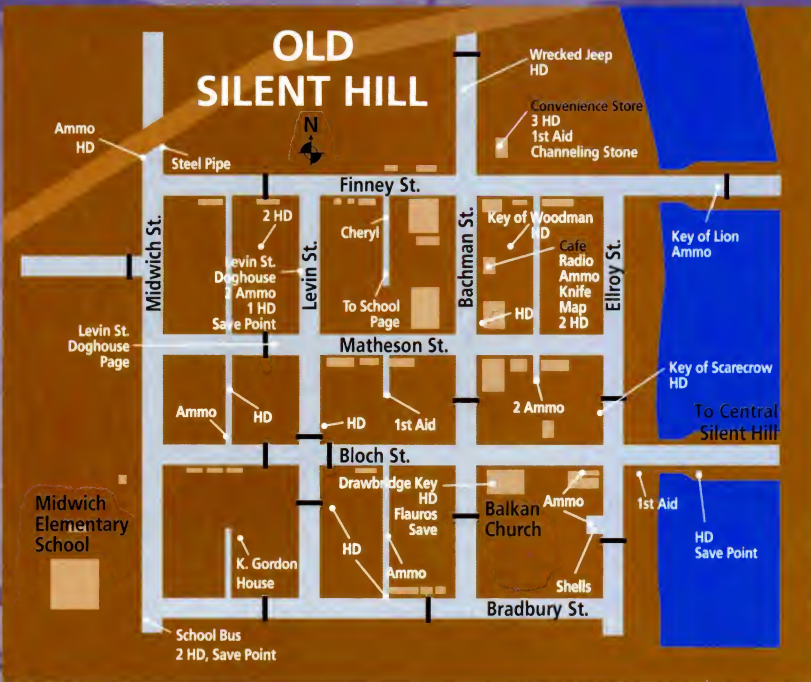 OLD
SILENT HILL
N
Wrecked Jeep
HD
Convenience Store
3 HD
1st Aid
Channeling Stone
Ammo
HD
Steel Pipe
Finney St.
Midwich St.
Levin St.
Bachman St.
Ellroy St.
2 HD
Cheryl
Key of Woodman
HD
Café
Radio
Ammo
Knife
Map
2 HD
Key of Lion
Ammo
Levin St.
Doghouse
2 Ammo
1 HD
Save Point
To School
Page
HD
Levin St.
Doghouse
Page
Matheson St.
Key of Scarecrow
HD
Ammo
HD
HD
1st Aid
2 Ammo
To Central
Silent Hill
Bloch St.
Midwich
Elementary
School
Drawbridge Key
HD
Flauros
Save
Balkan
Church
Ammo
1st Aid
HD
Save Point
K. Gordon
House
HD
Ammo
Shells
Bradbury St.
School Bus
2 HD, Save Point